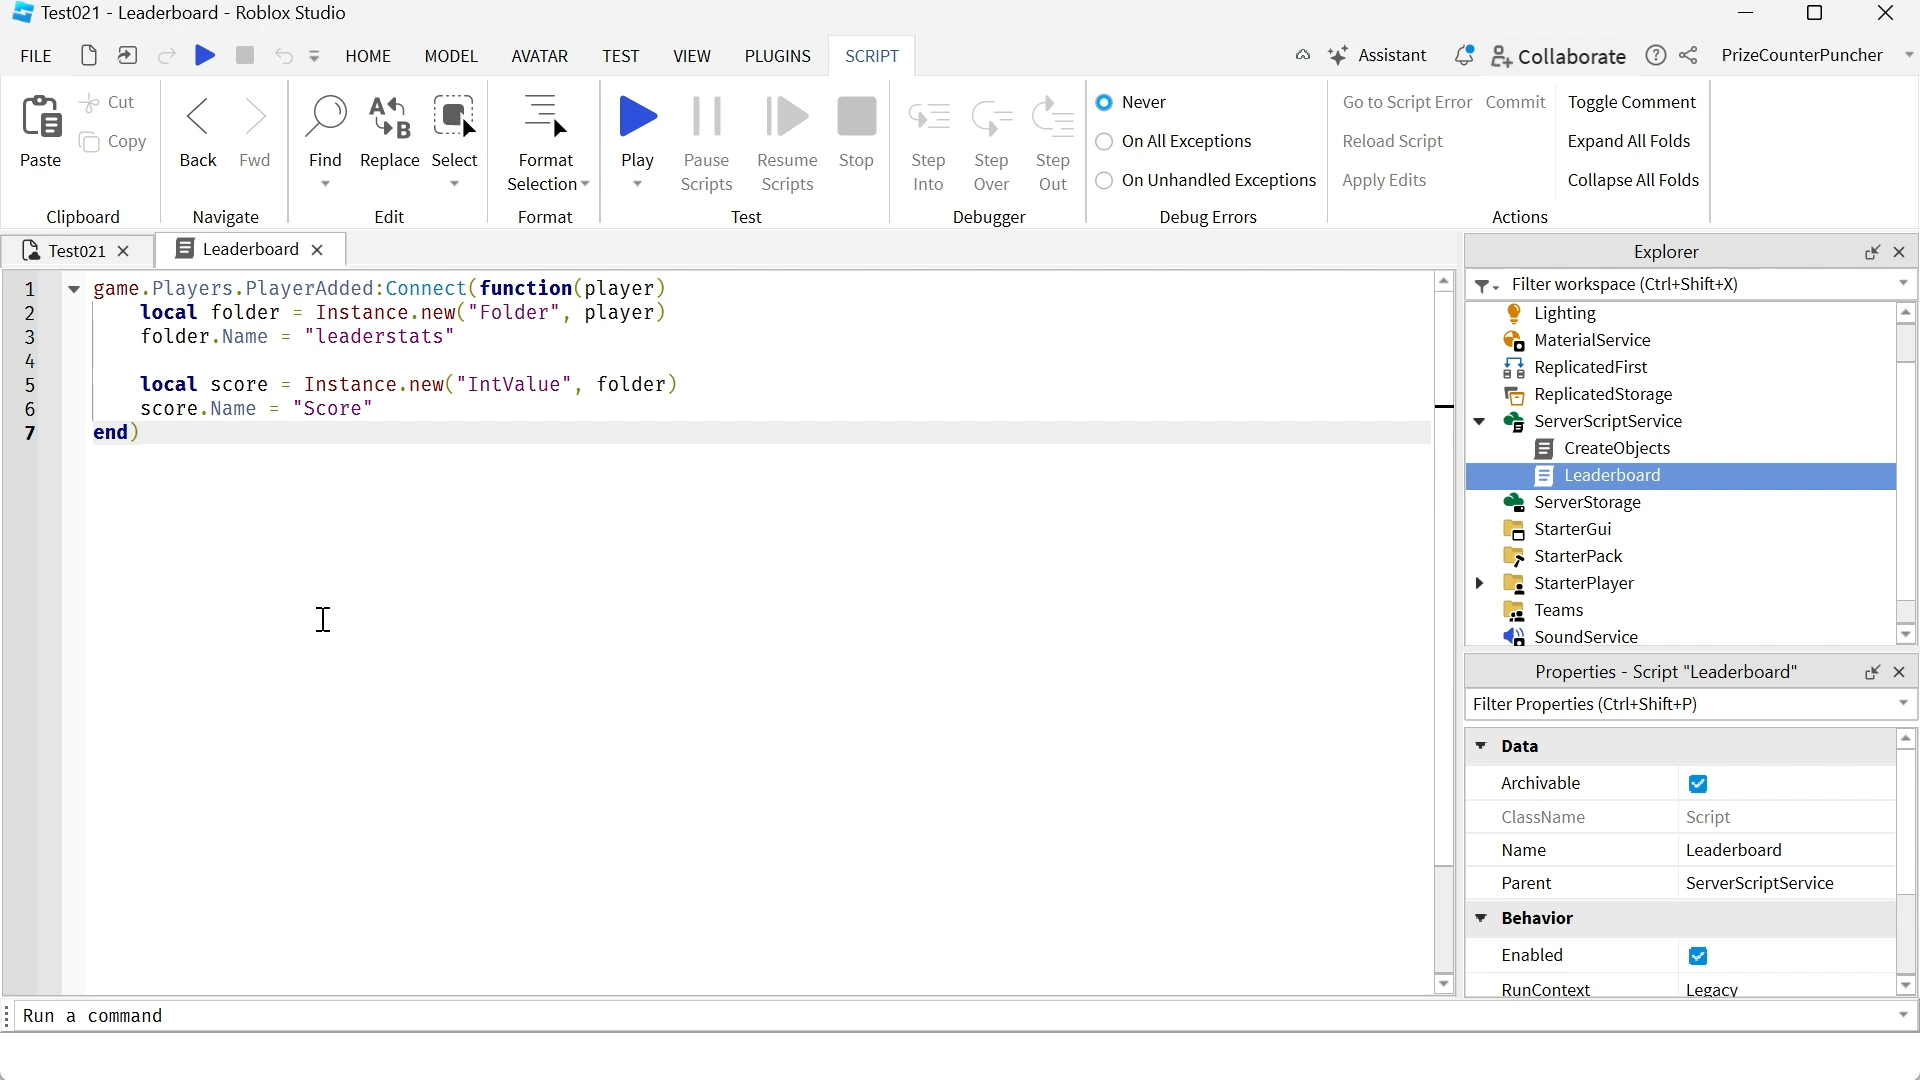 Test021 - Leaderboard - Roblox Studio
FILE HOME MODEL AVATAR TEST VIEW PLUGINS SCRIPT Assistant Collaborate PrizeCounterPuncher
Paste
Cut
Copy
Clipboard
Back
Fwd
Navigate
Find
Replace
Select
Edit
Format
Selection
Format
Play
Pause
Scripts
Resume
Scripts
Stop
Test
Step
Into
Step
Over
Step
Out
Debugger
Never
On All Exceptions
On Unhandled Exceptions
Debug Errors
Go to Script Error
Reload Script
Apply Edits
Commit
Toggle Comment
Expand All Folds
Collapse All Folds
Actions
Test021
Leaderboard
1 game.Players.PlayerAdded:Connect(function(player)
2 local folder = Instance.new("Folder", player)
3 folder.Name = "leaderstats"
4
5 local score = Instance.new("IntValue", folder)
6 score.Name = "Score"
7 end)
Explorer
Filter workspace (Ctrl+Shift+X)
Lighting
MaterialService
ReplicatedFirst
ReplicatedStorage
ServerScriptService
CreateObjects
Leaderboard
ServerStorage
StarterGui
StarterPack
StarterPlayer
Teams
SoundService
Properties - Script "Leaderboard"
Filter Properties (Ctrl+Shift+P)
Data
Archivable
ClassName Script
Name Leaderboard
Parent ServerScriptService
Behavior
Enabled
RunContext Legacy
Run a command